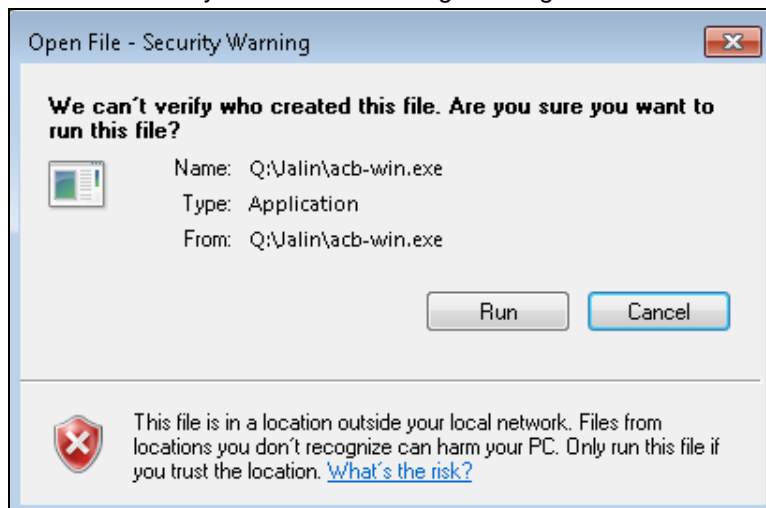 Open File - Security Warning
We can´t verify who created this file. Are you sure you want to
run this file?
Name: Q:\Jalin\acb-win.exe
Type: Application
From: Q:\Jalin\acb-win.exe
Run Cancel
This file is in a location outside your local network. Files from
locations you don´t recognize can harm your PC. Only run this file if
you trust the location. What´s the risk?